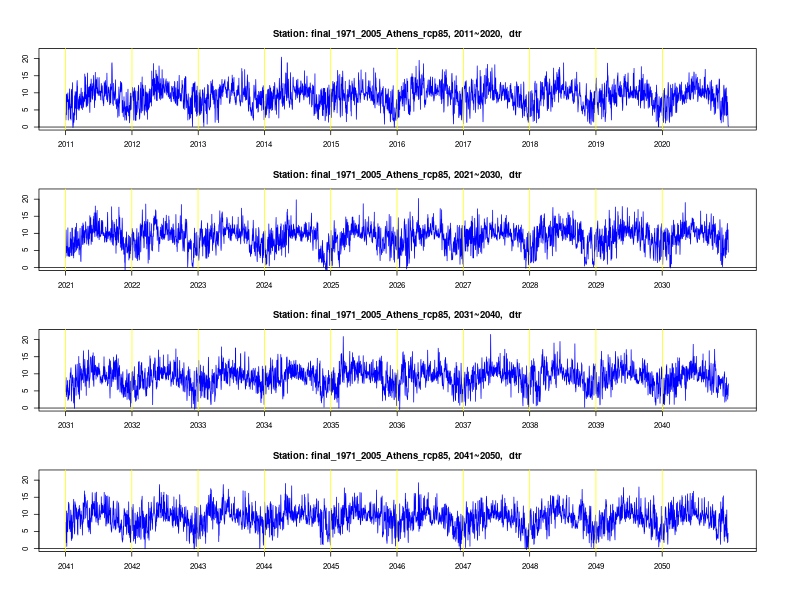 Station: final_1971_2005_Athens_rcp85, 2011~2020,  dtr
20
15
10
5
0
2011 2012 2013 2014 2015 2016 2017 2018 2019 2020
Station: final_1971_2005_Athens_rcp85, 2021~2030,  dtr
20
15
10
5
0
2021 2022 2023 2024 2025 2026 2027 2028 2029 2030
Station: final_1971_2005_Athens_rcp85, 2031~2040,  dtr
20
15
10
5
0
2031 2032 2033 2034 2035 2036 2037 2038 2039 2040
Station: final_1971_2005_Athens_rcp85, 2041~2050,  dtr
20
15
10
5
0
2041 2042 2043 2044 2045 2046 2047 2048 2049 2050